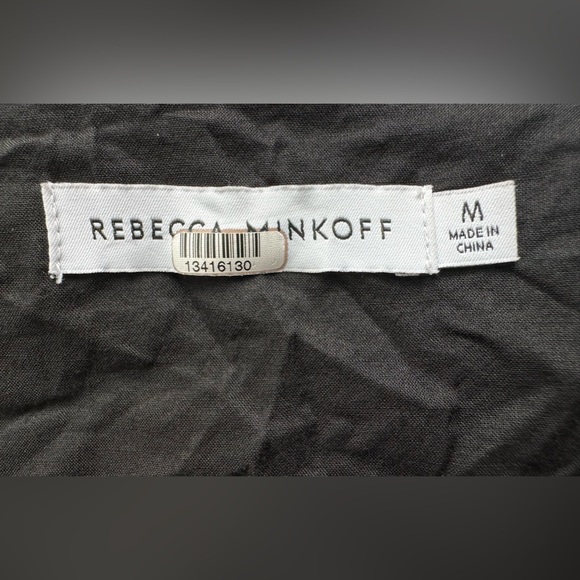 REBECCA MINKOFF
13416130
M
MADE IN
CHINA